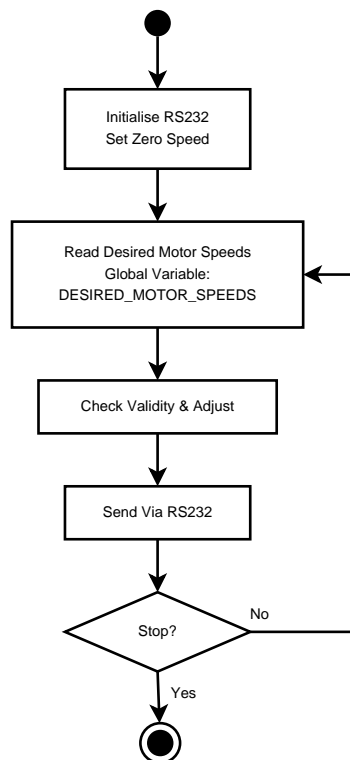 Initialise RS232
Set Zero Speed
Read Desired Motor Speeds
Global Variable:
DESIRED_MOTOR_SPEEDS
Check Validity & Adjust
Send Via RS232
Stop?
No
Yes